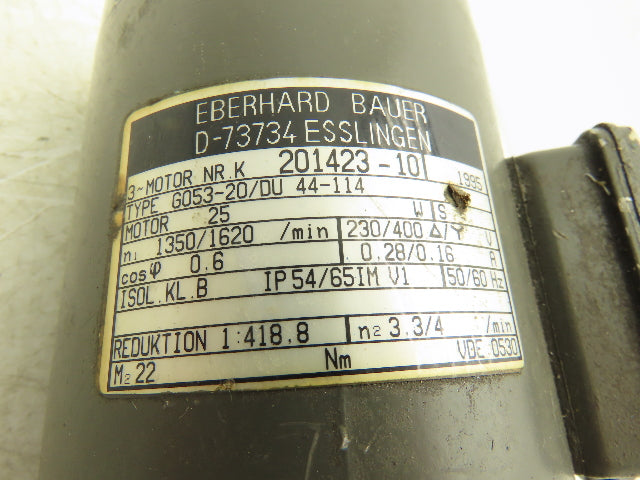 EBERHARD BAUER
D-73734 ESSLINGEN
3~MOTOR NR.K 201423-10 1995
TYPE G053-20/DU 44-114
MOTOR 25 W S
n₁ 1350/1620 /min 230/400 Δ/Y V
cosφ 0.6 0.28/0.16 A
ISOL.KL.B IP54/65IM V1 50/60 Hz
REDUKTION 1:418.8 n₂ 3.3/4 /min
M₂ 22 Nm VBE 0530